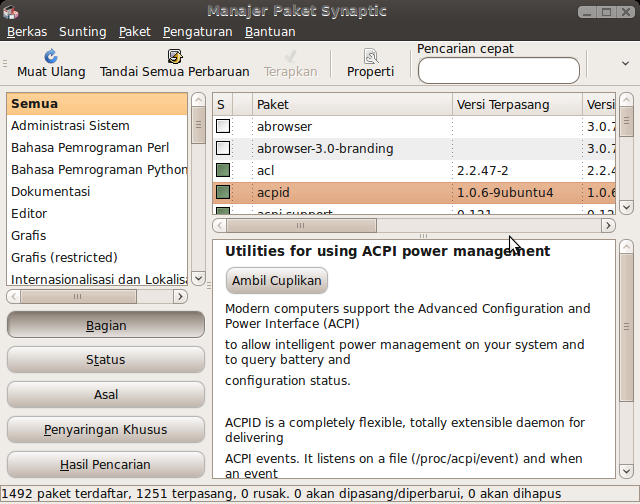 Manajer Paket Synaptic
Berkas Sunting Paket Pengaturan Bantuan
Pencarian cepat
Muat Ulang Tandai Semua Perbaruan Terapkan Properti
Semua
Administrasi Sistem
Bahasa Pemrograman Perl
Bahasa Pemrograman Python
Dokumentasi
Editor
Grafis
Grafis (restricted)
Internasionalisasi dan Lokalisa
Bagian
Status
Asal
Penyaringan Khusus
Hasil Pencarian
S Paket Versi Terpasang Versi
abrowser 3.0.7
abrowser-3.0-branding 3.0.7
acl 2.2.47-2 2.2.4
acpid 1.0.6-9ubuntu4 1.0.6
acpi-support 0.121 0.12
Utilities for using ACPI power management
Ambil Cuplikan
Modern computers support the Advanced Configuration and
Power Interface (ACPI)
to allow intelligent power management on your system and
to query battery and
configuration status.
ACPID is a completely flexible, totally extensible daemon for
delivering
ACPI events. It listens on a file (/proc/acpi/event) and when
an event
1492 paket terdaftar, 1251 terpasang, 0 rusak. 0 akan dipasang/diperbarui, 0 akan dihapus